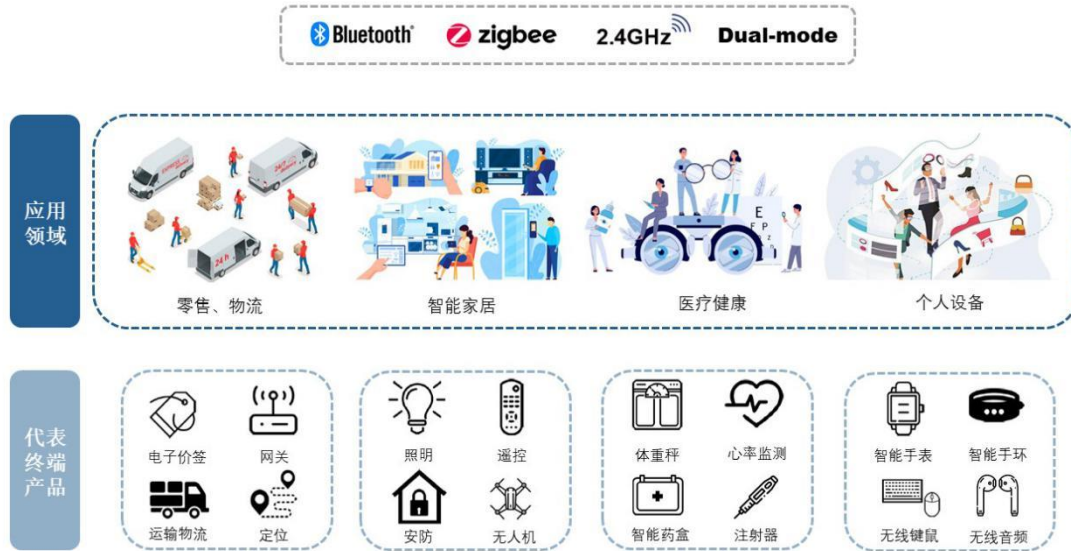 Bluetooth® zigbee 2.4GHz Dual-mode
应用
领域
24 h
E
F P z
零售、物流 智能家居 医疗健康 个人设备
代表
终端
产品
电子价签 网关 照明 遥控 体重秤 心率监测 智能手表 智能手环
运输物流 定位 安防 无人机 智能药盒 注射器 无线键鼠 无线音频